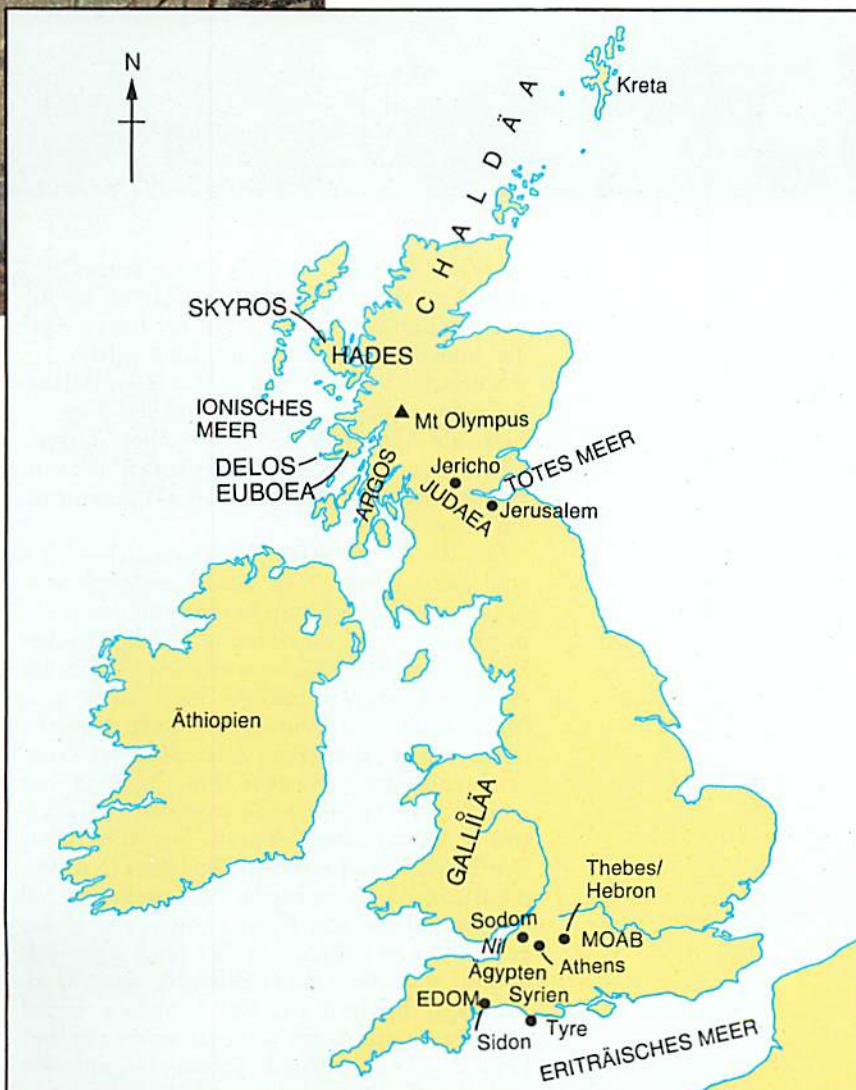 N
Kreta
CHALDÄA
SKYROS
HADES
IONISCHES
MEER
Mt Olympus
DELOS
EUBOEA
ARGOS
Jericho
TOTES MEER
JUDAEA
Jerusalem
Äthiopien
GALLILÄA
Thebes/
Hebron
Sodom
Nil
MOAB
Ägypten
Athens
EDOM
Syrien
Sidon
Tyre
ERITRÄISCHES MEER